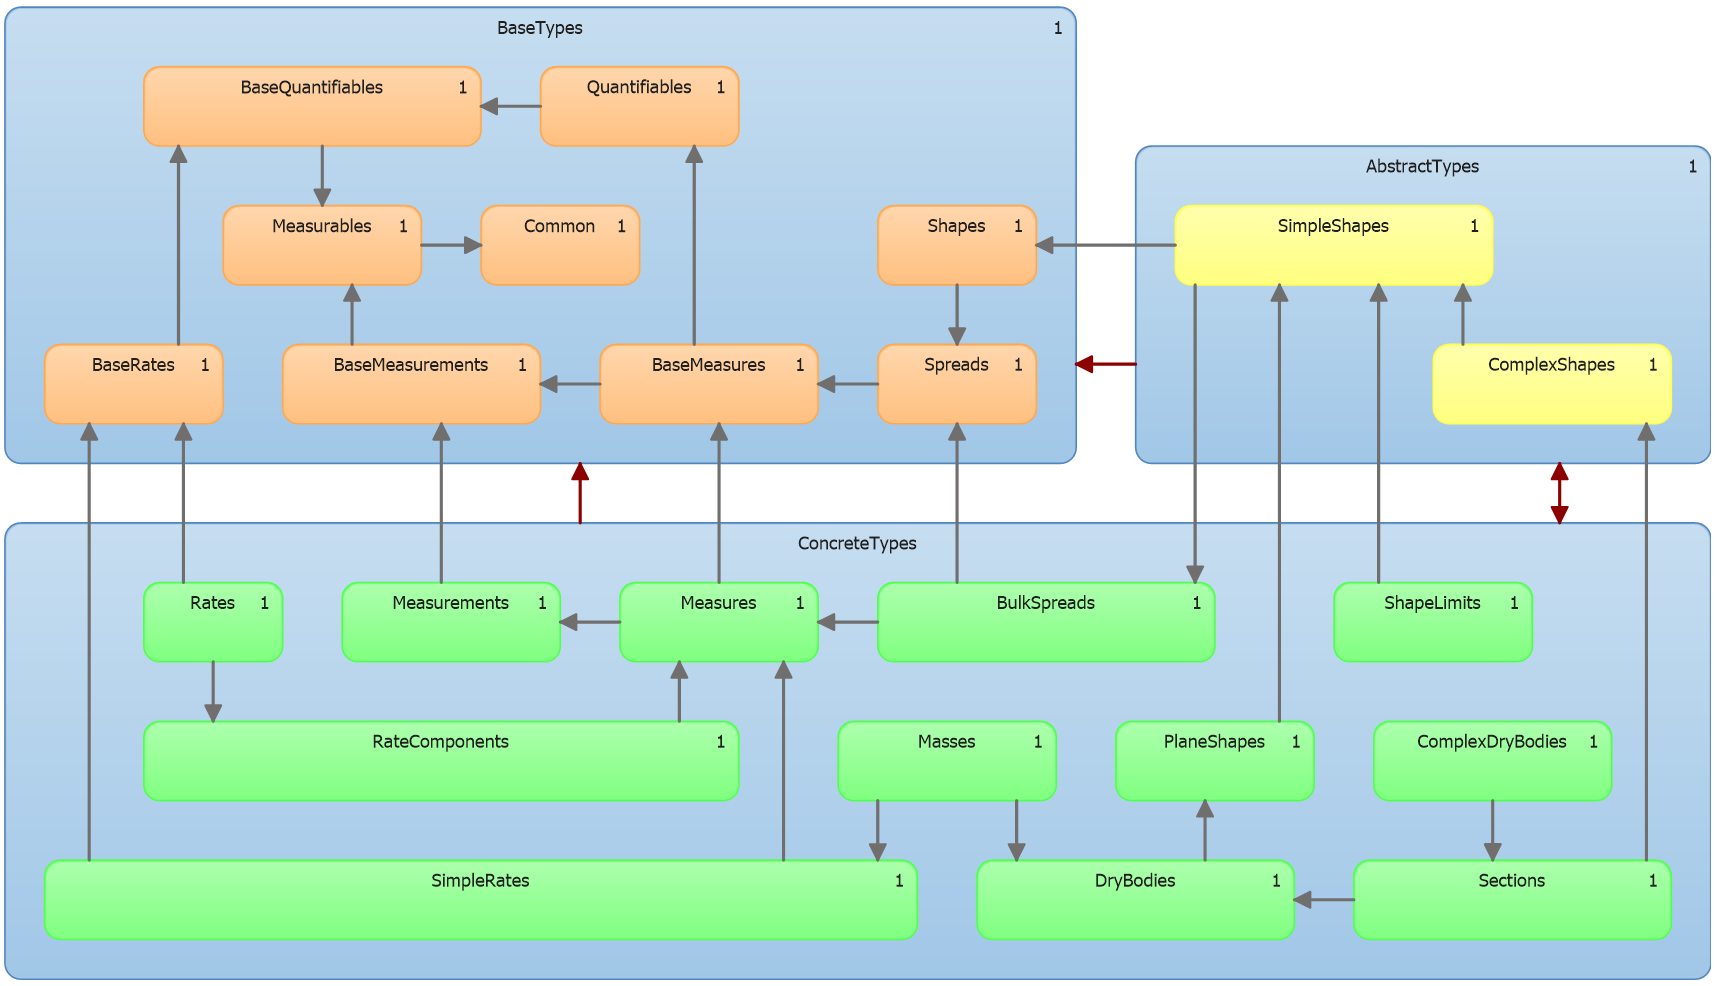 BaseTypes 1
BaseQuantifiables 1
Quantifiables 1
Measurables 1
Common 1
Shapes 1
BaseRates 1
BaseMeasurements 1
BaseMeasures 1
Spreads 1
AbstractTypes 1
SimpleShapes 1
ComplexShapes 1
ConcreteTypes
Rates 1
Measurements 1
Measures 1
BulkSpreads 1
ShapeLimits 1
RateComponents 1
Masses 1
PlaneShapes 1
ComplexDryBodies 1
SimpleRates 1
DryBodies 1
Sections 1